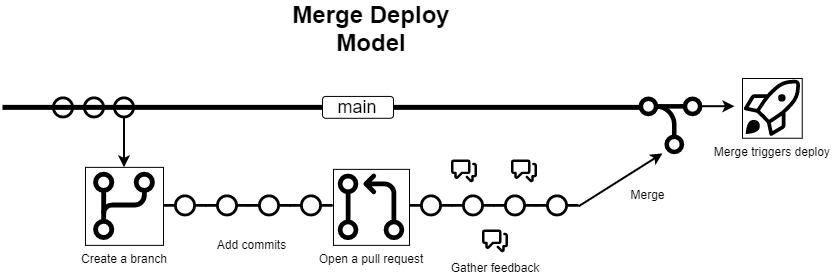 Merge Deploy
Model
main
Merge triggers deploy
Merge
Create a branch
Add commits
Open a pull request
Gather feedback